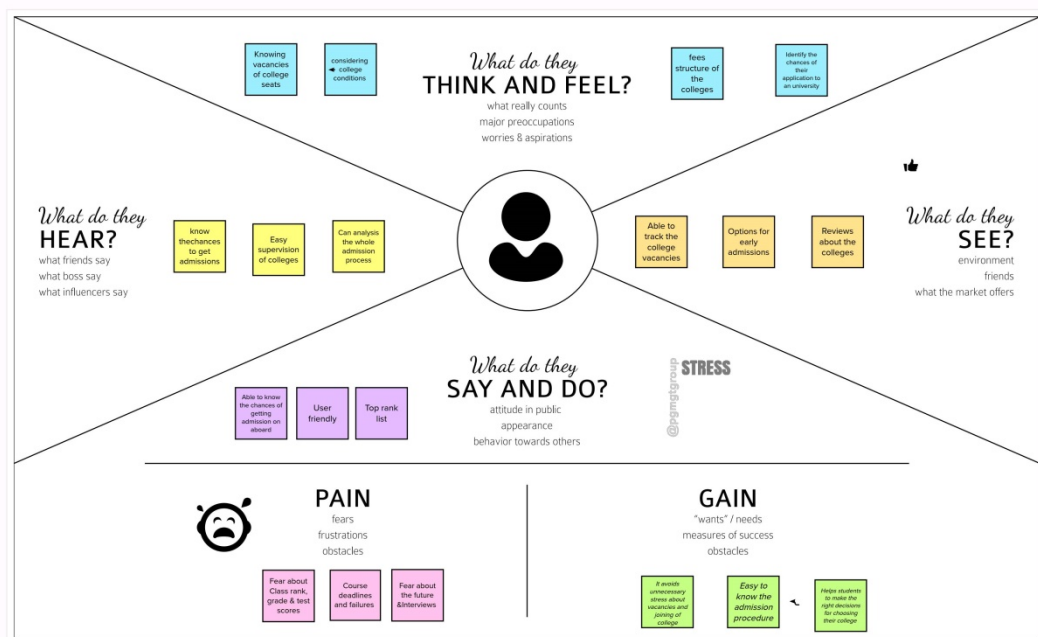 Knowing
vacancies
of college
seats
considering
college
conditions
What do they
THINK AND FEEL?
what really counts
major preoccupations
worries & aspirations
fees
structure of
the
colleges
Identify the
chances of
their
application to
an university
What do they
HEAR?
what friends say
what boss say
what influencers say
know
thechances
to get
admissions
Easy
supervision
of colleges
Can analysis
the whole
admission
process
Able to
track the
college
vacancies
Options for
early
admissions
Reviews
about the
colleges
What do they
SEE?
environment
friends
what the market offers
What do they
SAY AND DO?
attitude in public
appearance
behavior towards others
Able to know
the chances of
getting
admission on
aboard
User
friendly
Top rank
list
@pgmgtgroup
STRESS
PAIN
fears
frustrations
obstacles
Fear about
Class rank,
grade & test
scores
Course
deadlines
and failures
Fear about
the future
&Interviews
GAIN
"wants" / needs
measures of success
obstacles
It avoids
unnecessary
stress about
vacancies and
joining of
college
Easy to
know the
admission
procedure
Helps students
to make the
right decisions
for choosing
their college